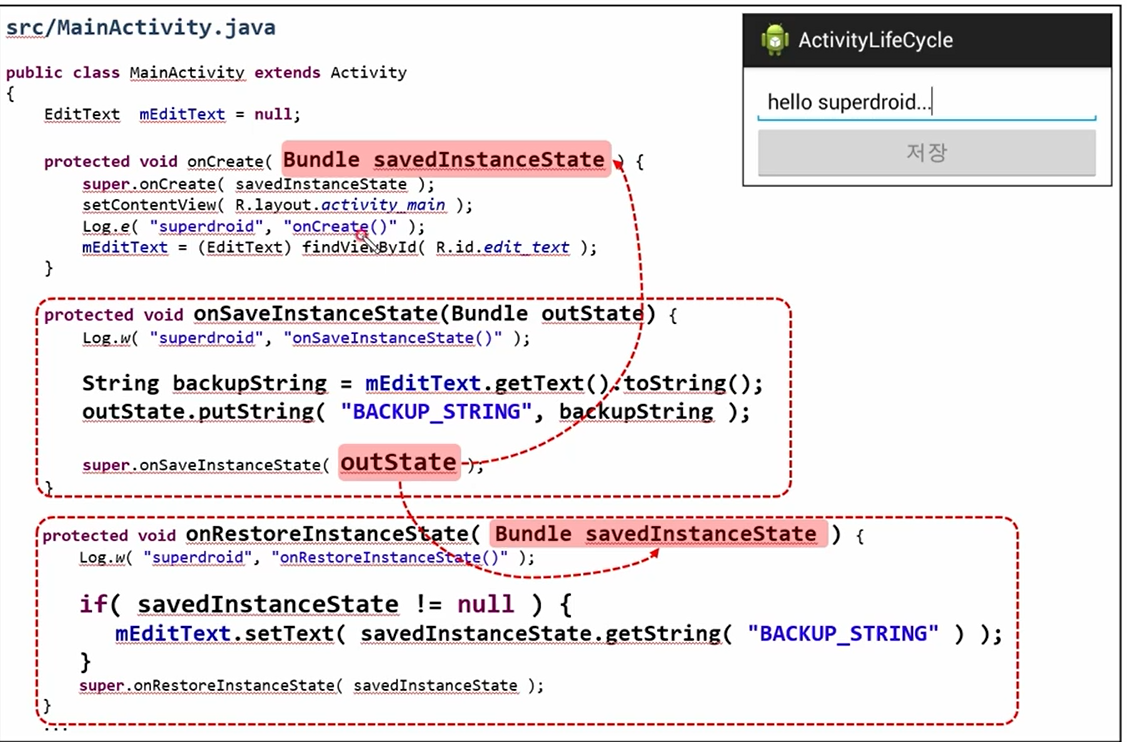 src/MainActivity.java
public class MainActivity extends Activity
{
EditText mEditText = null;
protected void onCreate( Bundle savedInstanceState ) {
super.onCreate( savedInstanceState );
setContentView( R.layout.activity_main );
Log.e( "superdroid", "onCreate()" );
mEditText = (EditText) findViewById( R.id.edit_text );
}
protected void onSaveInstanceState(Bundle outState) {
Log.w( "superdroid", "onSaveInstanceState()" );
String backupString = mEditText.getText().toString();
outState.putString( "BACKUP_STRING", backupString );
super.onSaveInstanceState( outState );
}
protected void onRestoreInstanceState( Bundle savedInstanceState ) {
Log.w( "superdroid", "onRestoreInstanceState()" );
if( savedInstanceState != null ) {
mEditText.setText( savedInstanceState.getString( "BACKUP_STRING" ) );
}
super.onRestoreInstanceState( savedInstanceState );
}
...
ActivityLifeCycle
hello superdroid...
저장